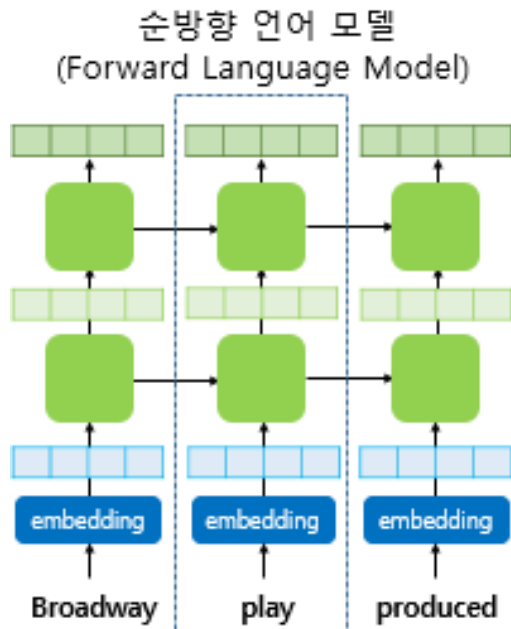 순방향 언어 모델
(Forward Language Model)
embedding embedding embedding
Broadway play produced